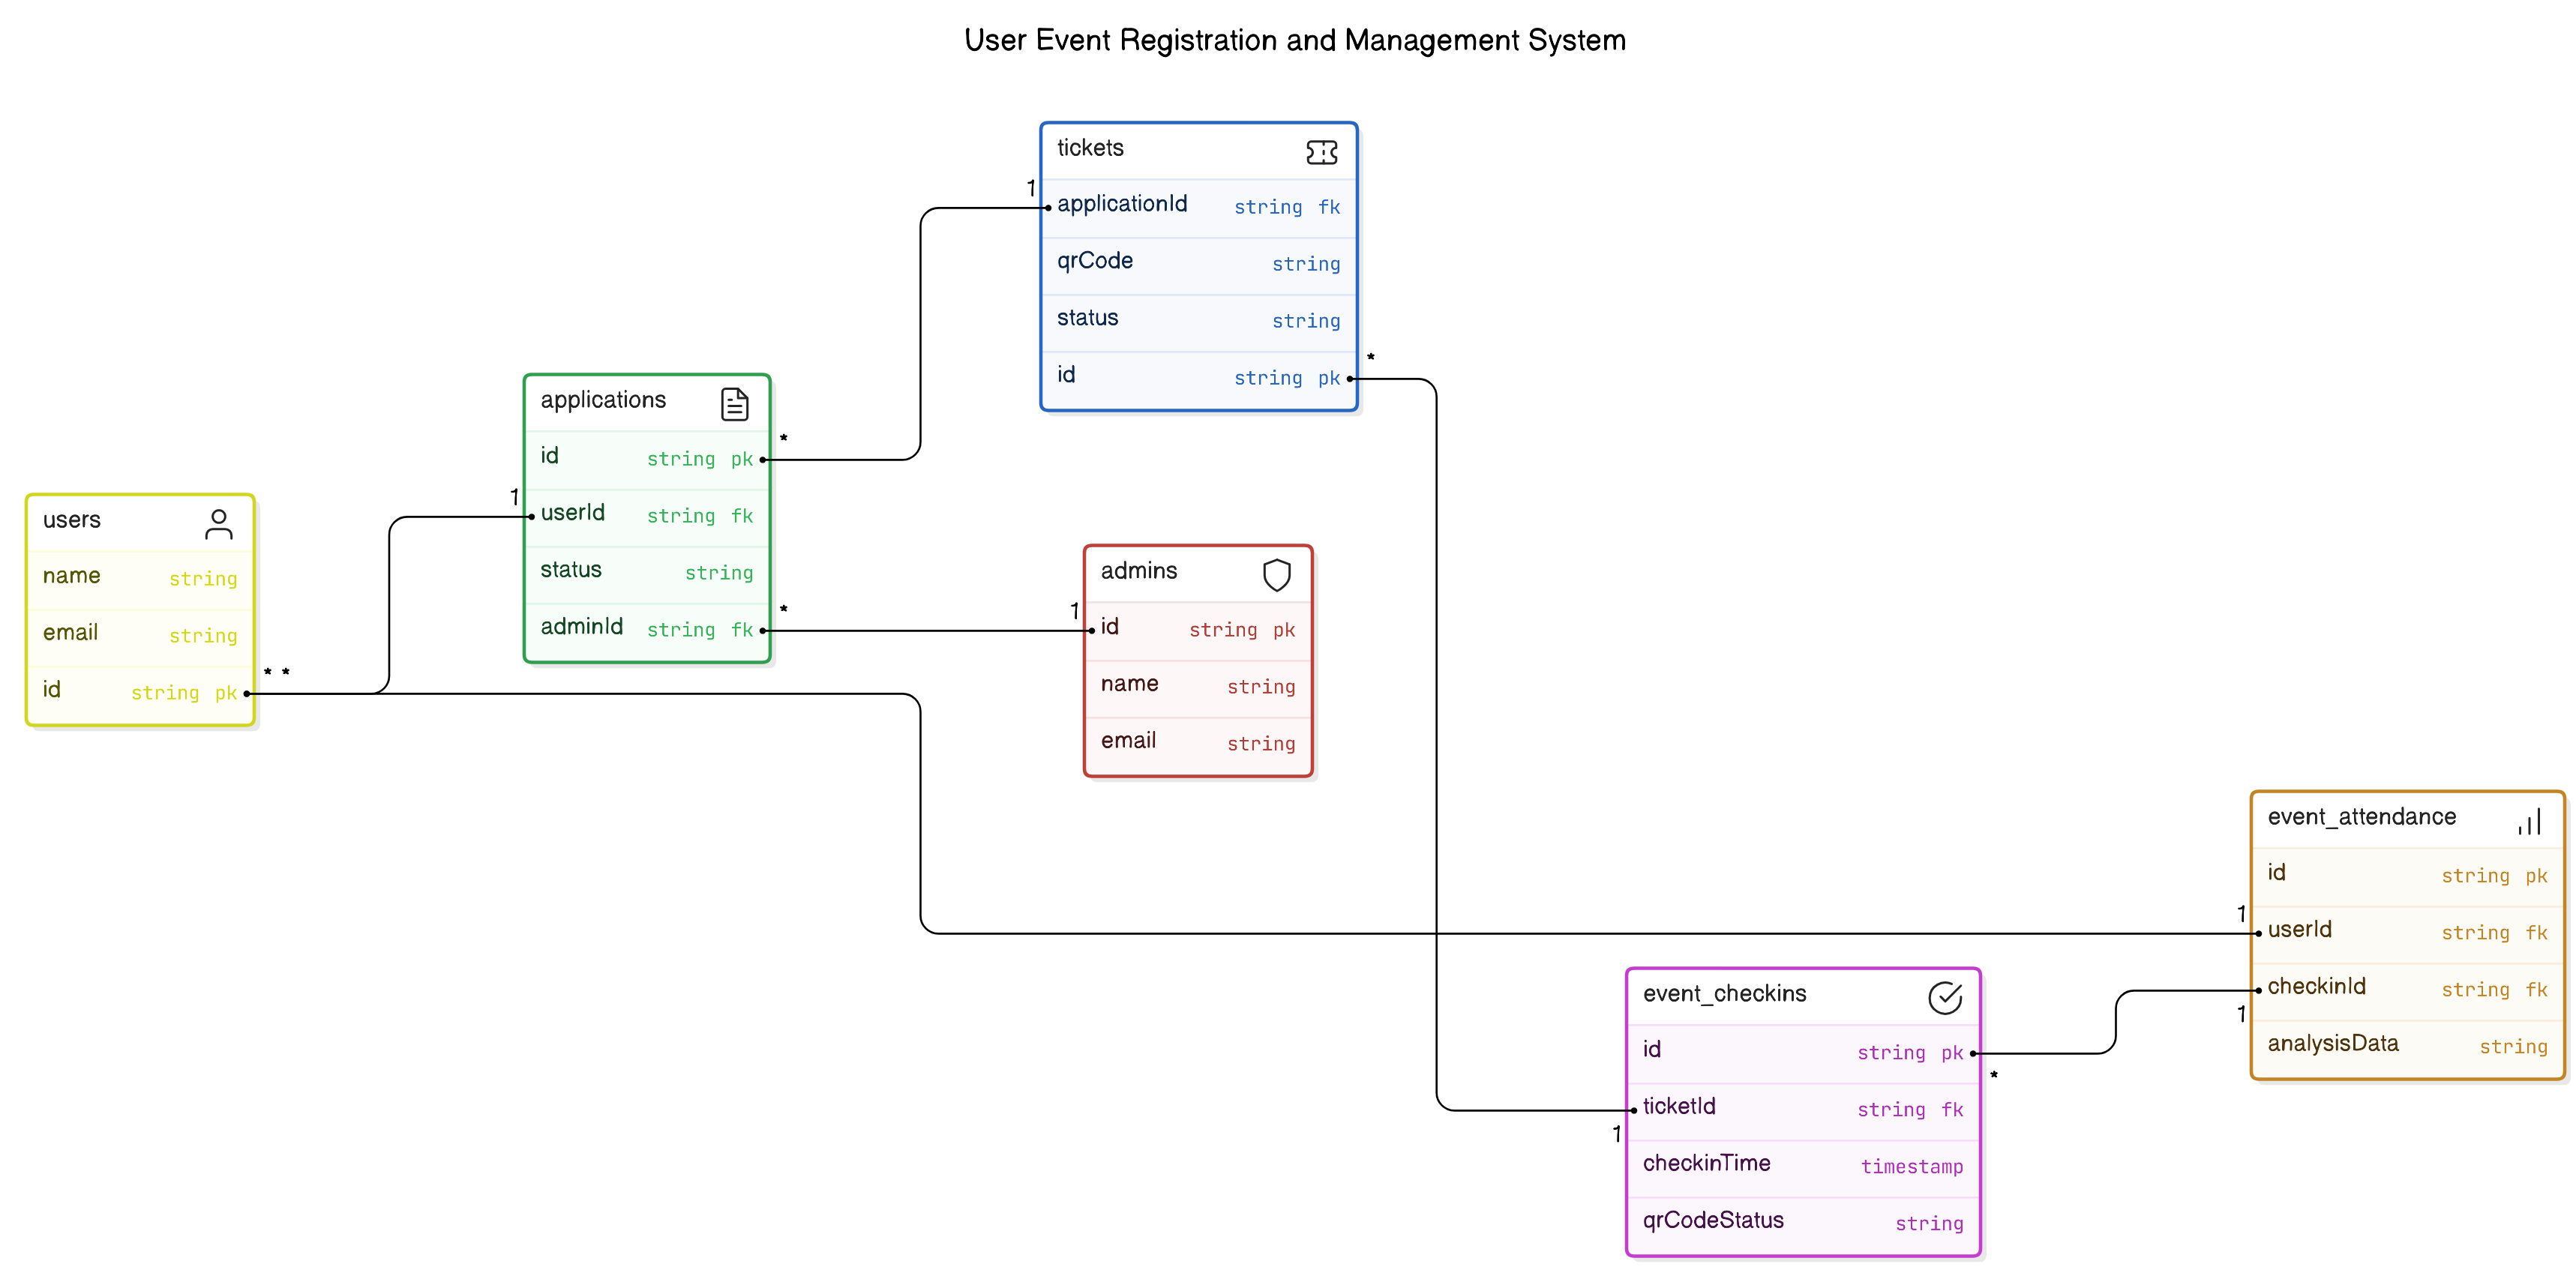 User Event Registration and Management System
tickets
1
applicationId string fk
qrCode string
status string
*
id string pk
applications
*
id string pk
1
userId string fk
status string
*
adminId string fk
users
name string
email string
* *
id string pk
admins
1
id string pk
name string
email string
event_attendance
id string pk
1
userId string fk
checkinId string fk
1
analysisData string
event_checkins
id string pk
*
ticketId string fk
1
checkinTime timestamp
qrCodeStatus string